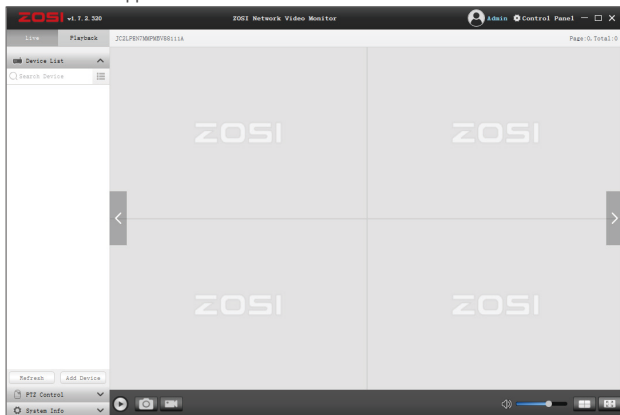 ZOSI v1.7.2.520 ZOSI Network Video Monitor Admin Control Panel
Live Playback Page:0,Total:0
Device List
Search Device
ZOSI ZOSI
ZOSI ZOSI
Refresh Add Device
PTZ Control
System Info